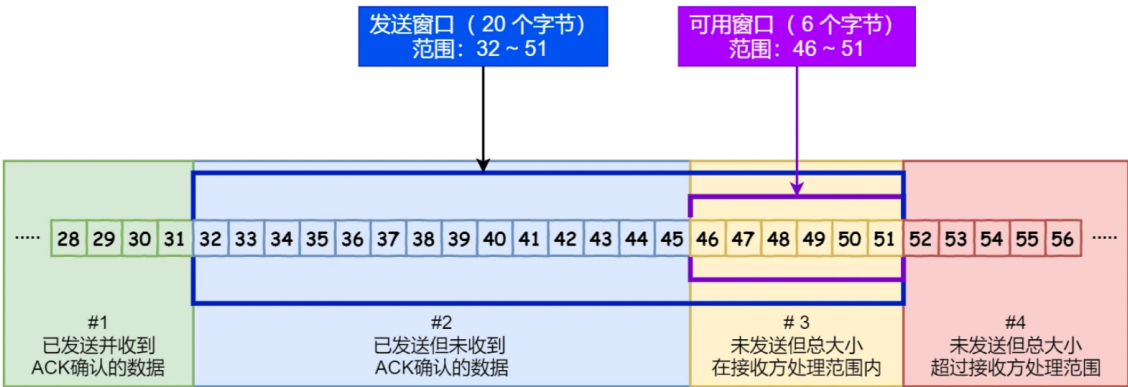 发送窗口（20 个字节）
范围：32 ~ 51
可用窗口（6 个字节）
范围：46 ~ 51
..... 28 29 30 31 32 33 34 35 36 37 38 39 40 41 42 43 44 45 46 47 48 49 50 51 52 53 54 55 56 .....
#1
已发送并收到
ACK确认的数据
#2
已发送但未收到
ACK确认的数据
# 3
未发送但总大小
在接收方处理范围内
#4
未发送但总大小
超过接收方处理范围